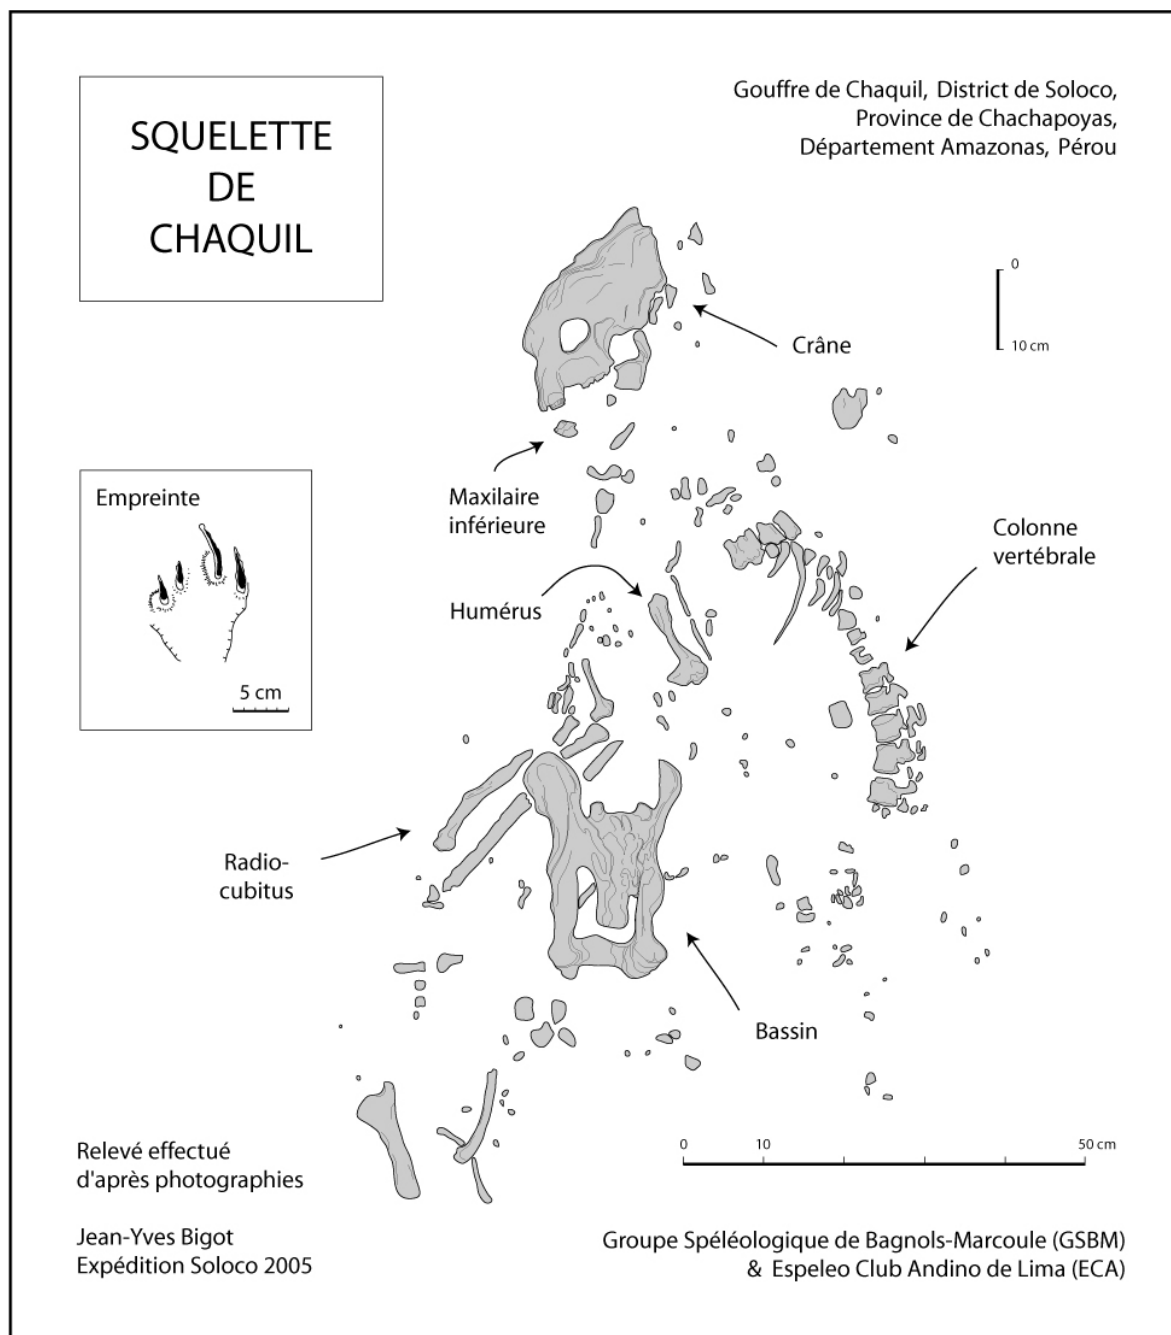 SQUELETTE
DE
CHAQUIL
Gouffre de Chaquil, District de Soloco,
Province de Chachapoyas,
Département Amazonas, Pérou
0
10 cm
Crâne
Maxilaire
inférieure
Empreinte
5 cm
Colonne
vertébrale
Humérus
Radio-
cubitus
Bassin
0 10 50 cm
Relevé effectué
d'après photographies
Jean-Yves Bigot
Expédition Soloco 2005
Groupe Spéléologique de Bagnols-Marcoule (GSBM)
& Espeleo Club Andino de Lima (ECA)